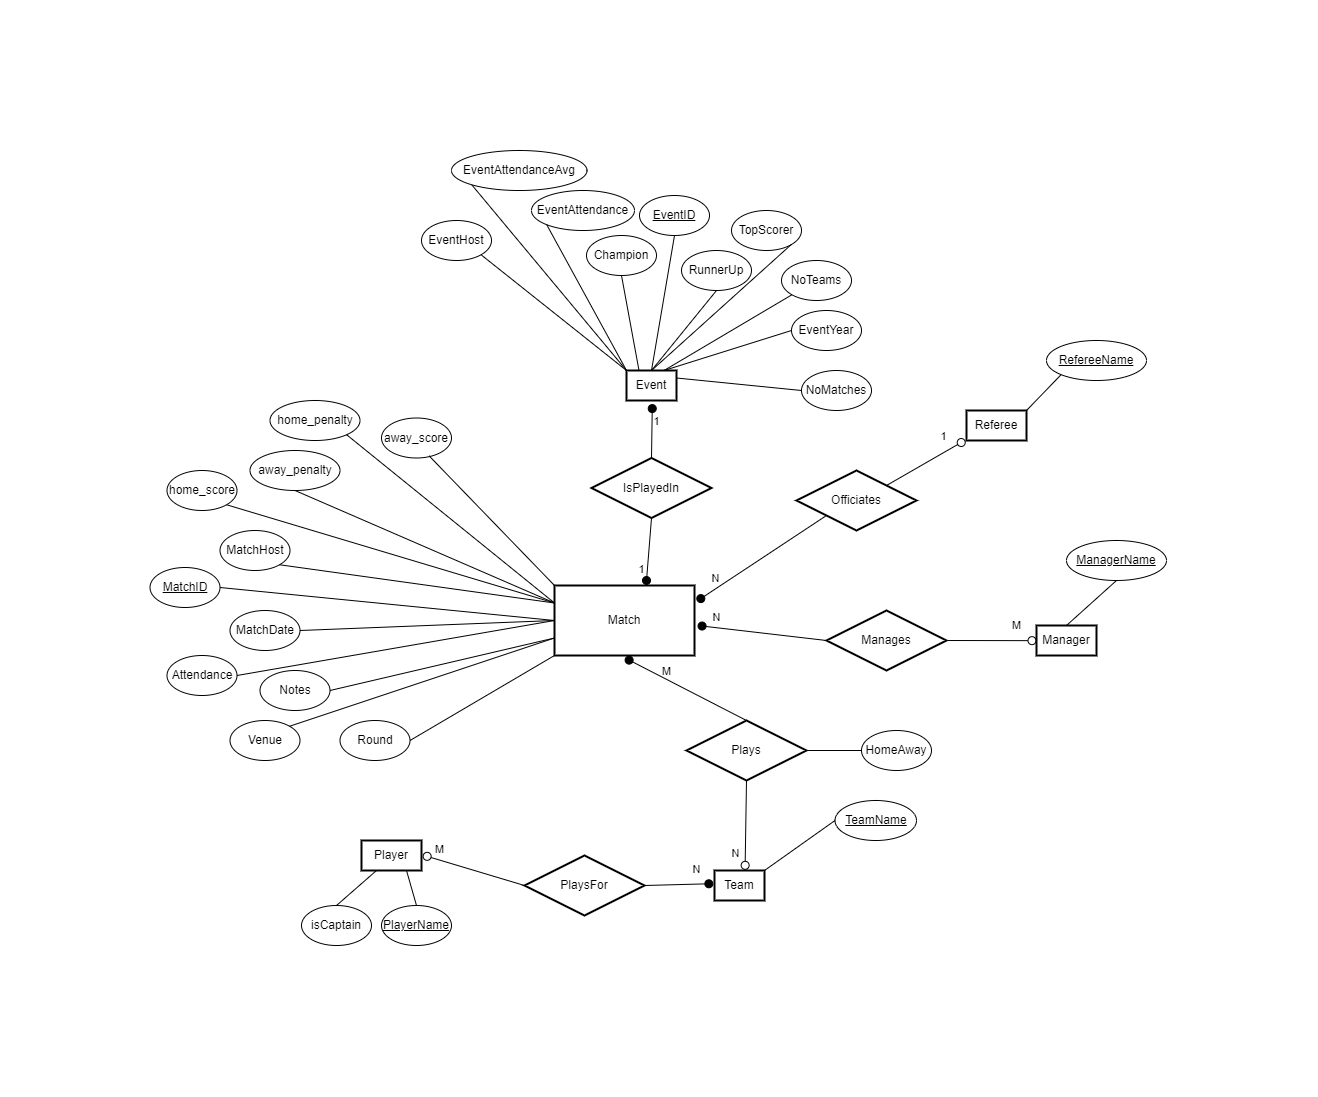 EventAttendanceAvg
EventAttendance
EventID
TopScorer
EventHost
Champion
RunnerUp
NoTeams
EventYear
Event
NoMatches
RefereeName
home_penalty
away_score
1
Referee
1
away_penalty
home_score
IsPlayedIn
Officiates
MatchHost
ManagerName
1
N
MatchID
Match
N
M
MatchDate
Manages
Manager
Attendance
M
Notes
Venue
Round
Plays
HomeAway
TeamName
Player
M
N
N
PlaysFor
Team
isCaptain
PlayerName